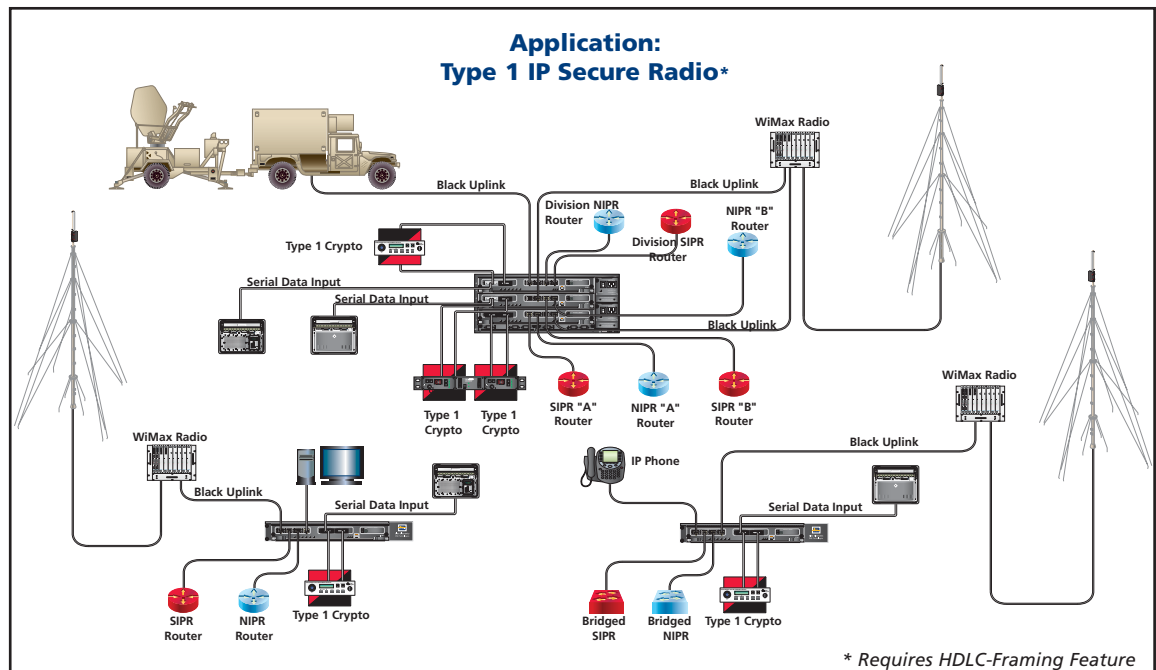 Application:
Type 1 IP Secure Radio*
WiMax Radio
Black Uplink
Black Uplink
Division NIPR
Router
NIPR "B"
Router
Type 1 Crypto
Division SIPR
Router
Serial Data Input
Serial Data Input
Black Uplink
SIPR "A"
Router
NIPR "A"
Router
SIPR "B"
Router
Type 1
Crypto
Type 1
Crypto
WiMax Radio
WiMax Radio
Black Uplink
IP Phone
Black Uplink
Serial Data Input
Serial Data Input
SIPR
Router
NIPR
Router
Type 1 Crypto
Bridged
SIPR
Bridged
NIPR
Type 1 Crypto
* Requires HDLC-Framing Feature